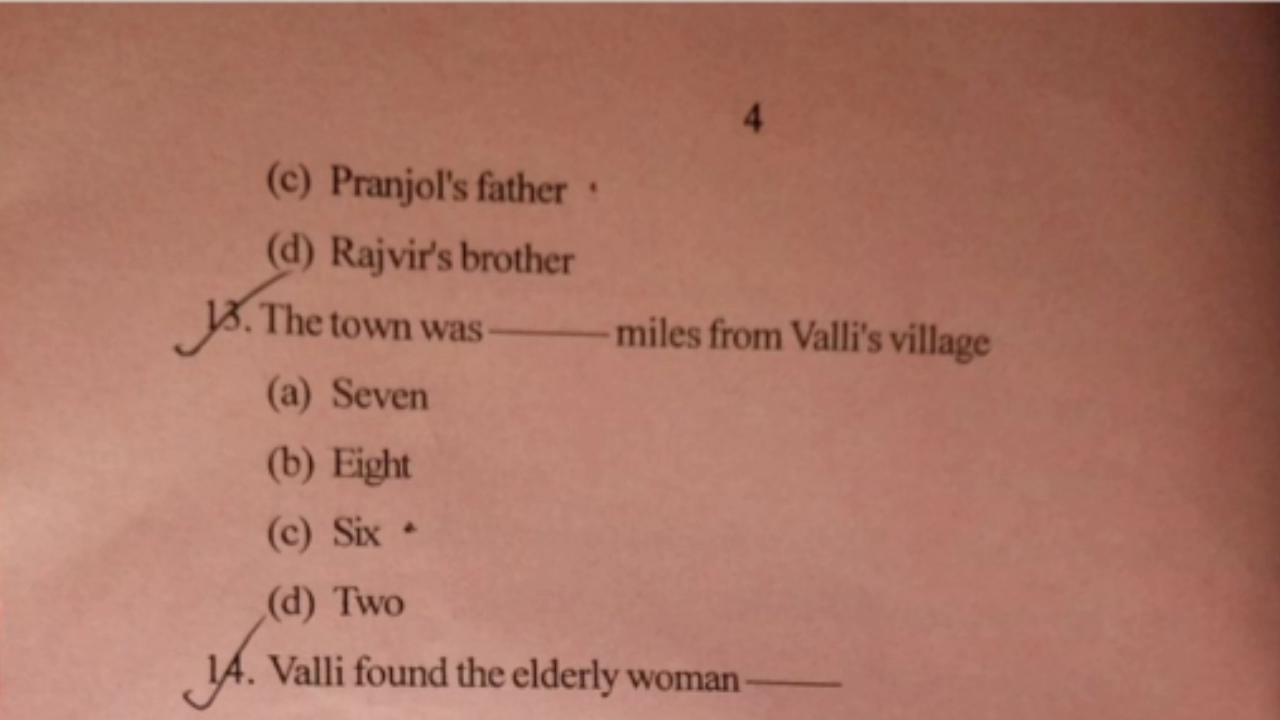 4
(c) Pranjol's father
(d) Rajvir's brother
13. The town was ——— miles from Valli's village
(a) Seven
(b) Eight
(c) Six
(d) Two
14. Valli found the elderly woman ———